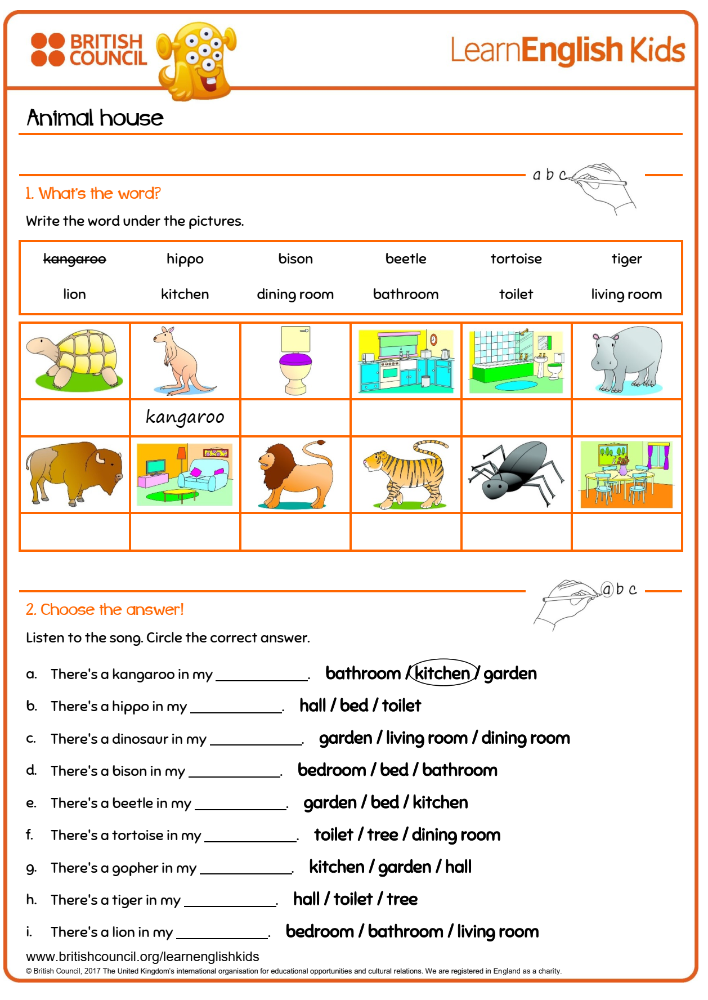 BRITISH
COUNCIL
LearnEnglish Kids
Animal house
a b c
1. What's the word?
Write the word under the pictures.
kangaroo hippo bison beetle tortoise tiger
lion kitchen dining room bathroom toilet living room
kangaroo
a b c
2. Choose the answer!
Listen to the song. Circle the correct answer.
a. There's a kangaroo in my ____________. bathroom / kitchen / garden
b. There's a hippo in my ____________. hall / bed / toilet
c. There's a dinosaur in my ____________. garden / living room / dining room
d. There's a bison in my ____________. bedroom / bed / bathroom
e. There's a beetle in my ____________. garden / bed / kitchen
f. There's a tortoise in my ____________. toilet / tree / dining room
g. There's a gopher in my ____________. kitchen / garden / hall
h. There's a tiger in my ____________. hall / toilet / tree
i. There's a lion in my ____________. bedroom / bathroom / living room
www.britishcouncil.org/learnenglishkids
© British Council, 2017 The United Kingdom's international organisation for educational opportunities and cultural relations. We are registered in England as a charity.